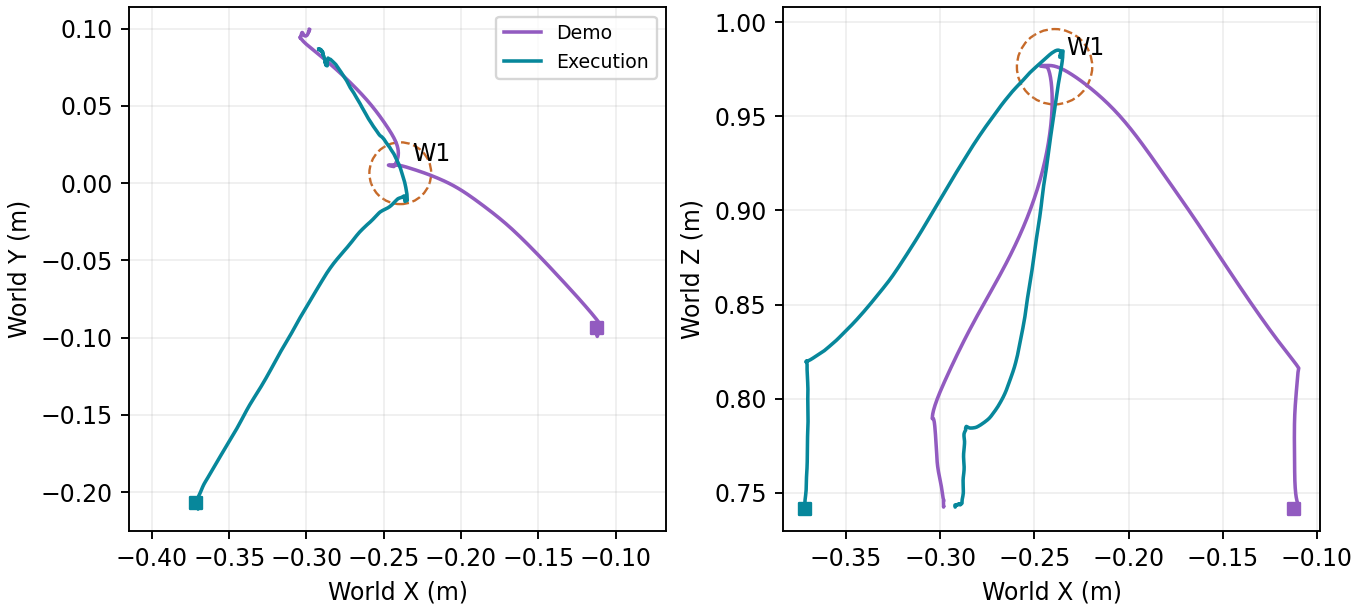 0.10
0.05
0.00
−0.05
−0.10
−0.15
−0.20
World Y (m)
−0.40 −0.35 −0.30 −0.25 −0.20 −0.15 −0.10
World X (m)
Demo
Execution
W1
1.00
0.95
0.90
0.85
0.80
0.75
World Z (m)
−0.35 −0.30 −0.25 −0.20 −0.15 −0.10
World X (m)
W1